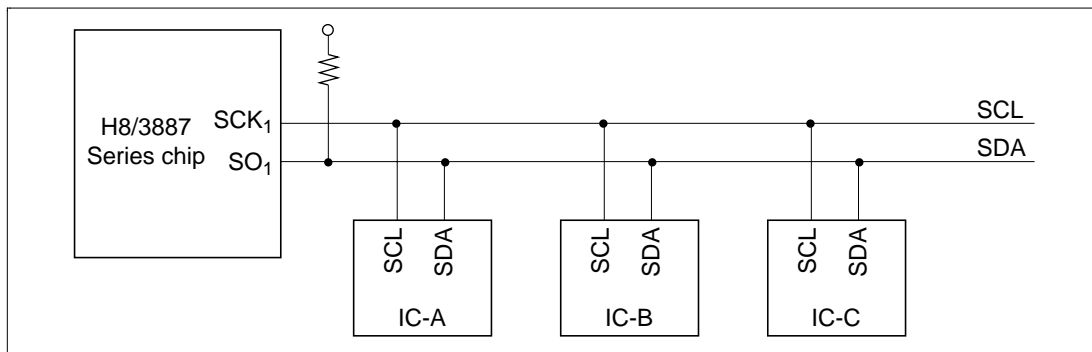 H8/3887
Series chip
SCK₁
SO₁
SCL
SDA
SCL
SDA
IC-A
SCL
SDA
IC-B
SCL
SDA
IC-C